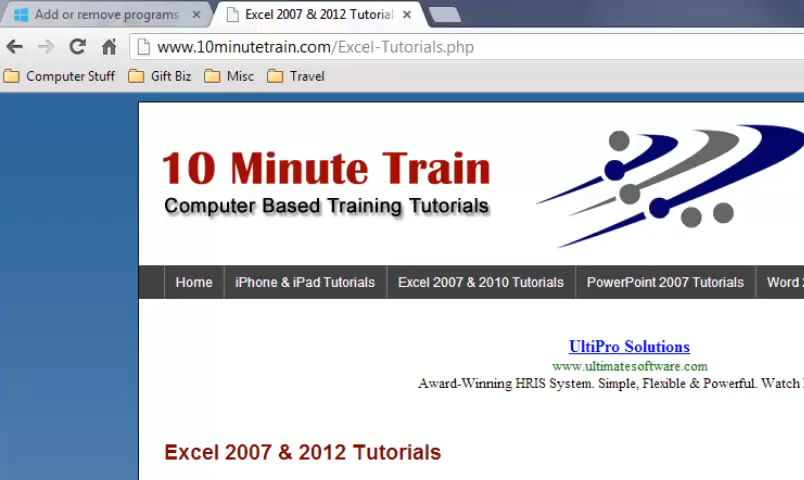 Add or remove programs
Excel 2007 & 2012 Tutorial
www.10minutetrain.com/Excel-Tutorials.php
Computer Stuff Gift Biz Misc Travel
10 Minute Train
Computer Based Training Tutorials
Home iPhone & iPad Tutorials Excel 2007 & 2010 Tutorials PowerPoint 2007 Tutorials Word
UltiPro Solutions
www.ultimatesoftware.com
Award-Winning HRIS System. Simple, Flexible & Powerful. Watch
Excel 2007 & 2012 Tutorials